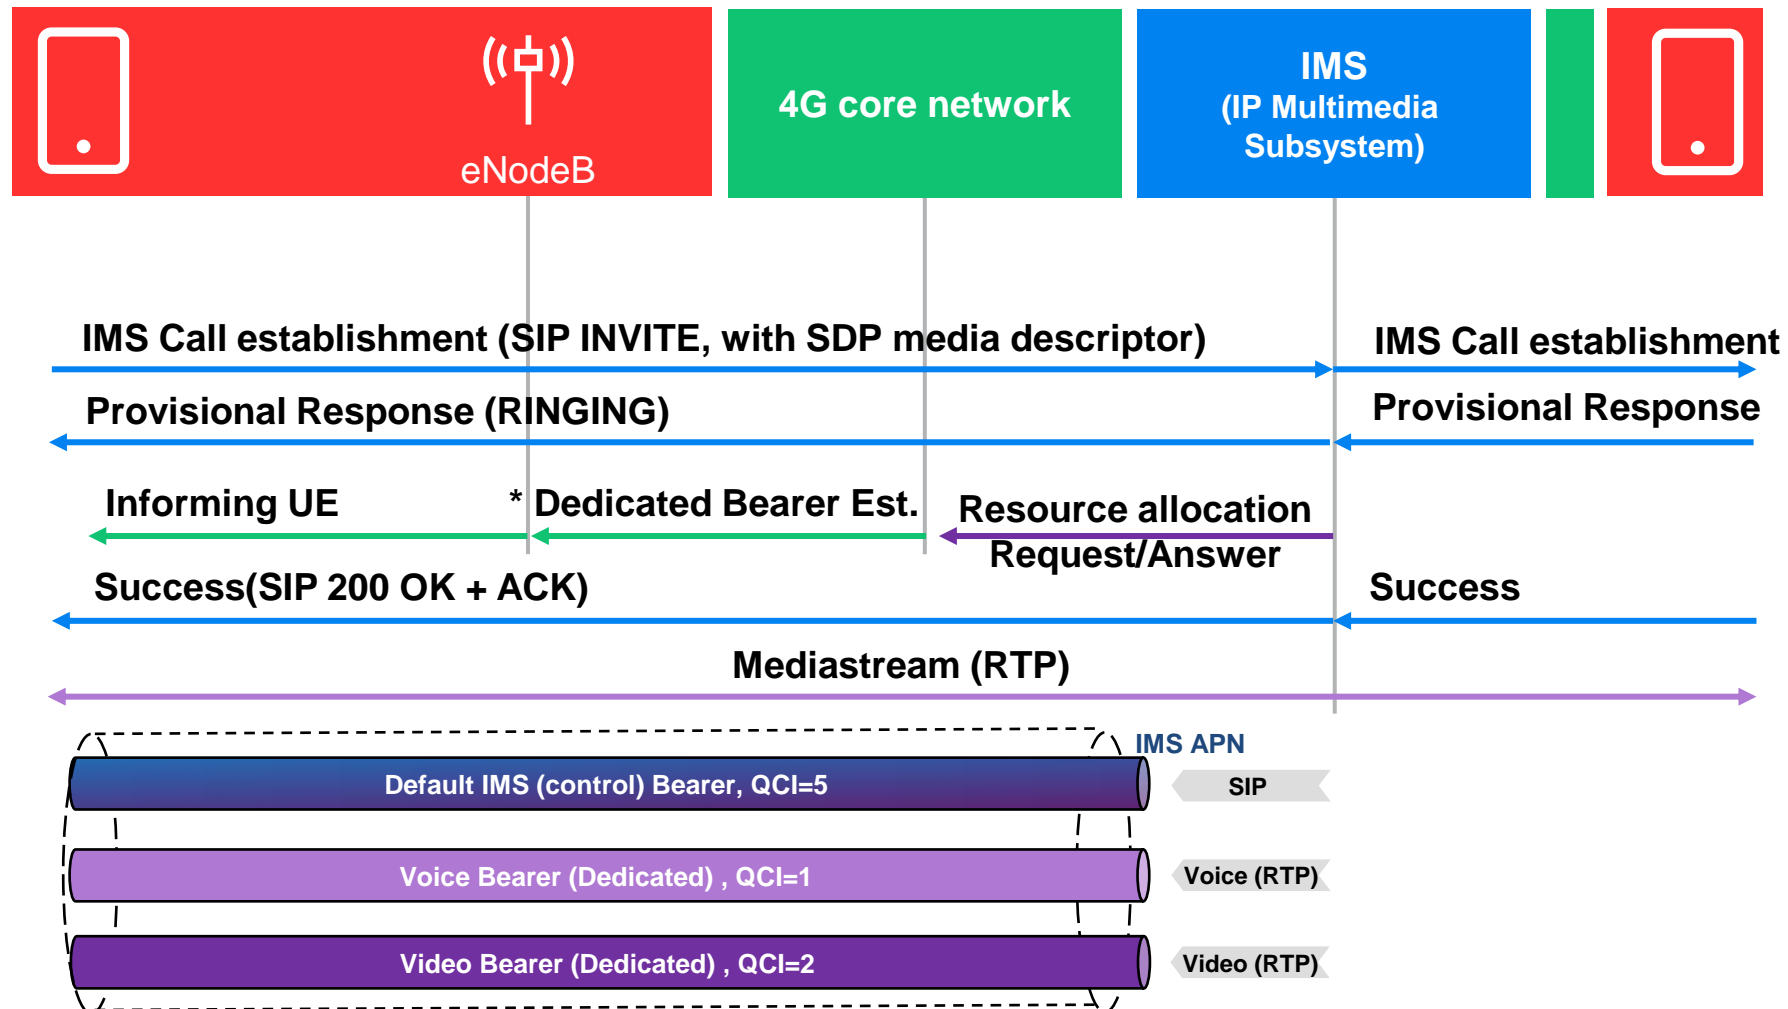 eNodeB
4G core network
IMS
(IP Multimedia
Subsystem)
IMS Call establishment (SIP INVITE, with SDP media descriptor)
IMS Call establishment
Provisional Response (RINGING)
Provisional Response
Informing UE
* Dedicated Bearer Est.
Resource allocation
Request/Answer
Success(SIP 200 OK + ACK)
Success
Mediastream (RTP)
IMS APN
Default IMS (control) Bearer, QCI=5
SIP
Voice Bearer (Dedicated) , QCI=1
Voice (RTP)
Video Bearer (Dedicated) , QCI=2
Video (RTP)